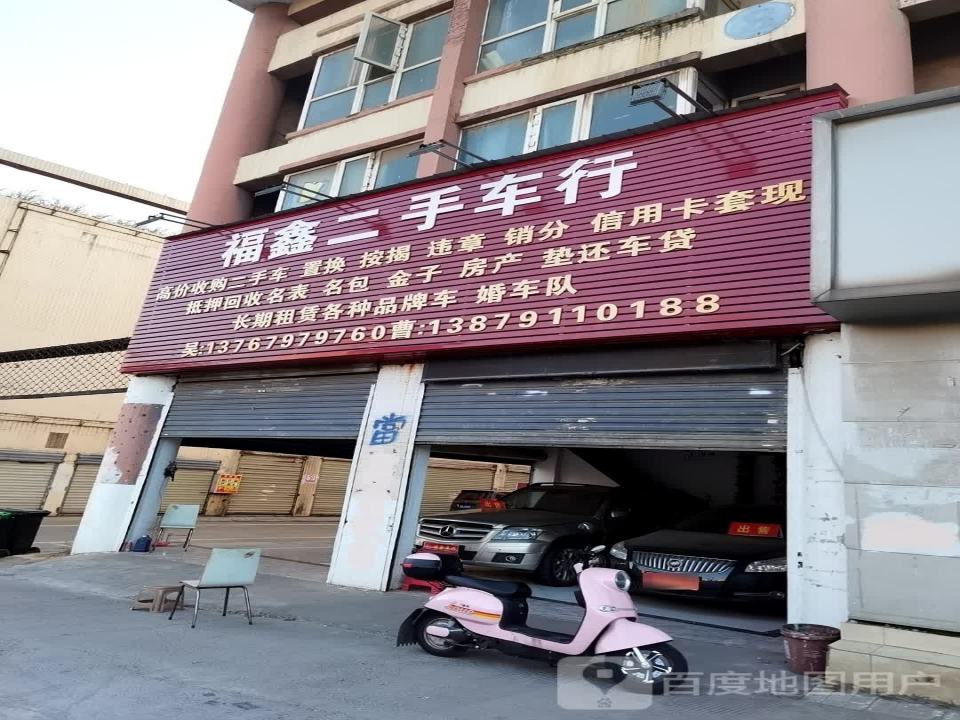 福鑫二手车行
高价收购二手车 置换 按揭 违章 销分 信用卡套现
抵押回收名表 名包 金子 房产 垫还车贷
长期租赁各种品牌车 婚车队
吴:13767979760曹:13879110188
當
出售
出售
百度地图用户